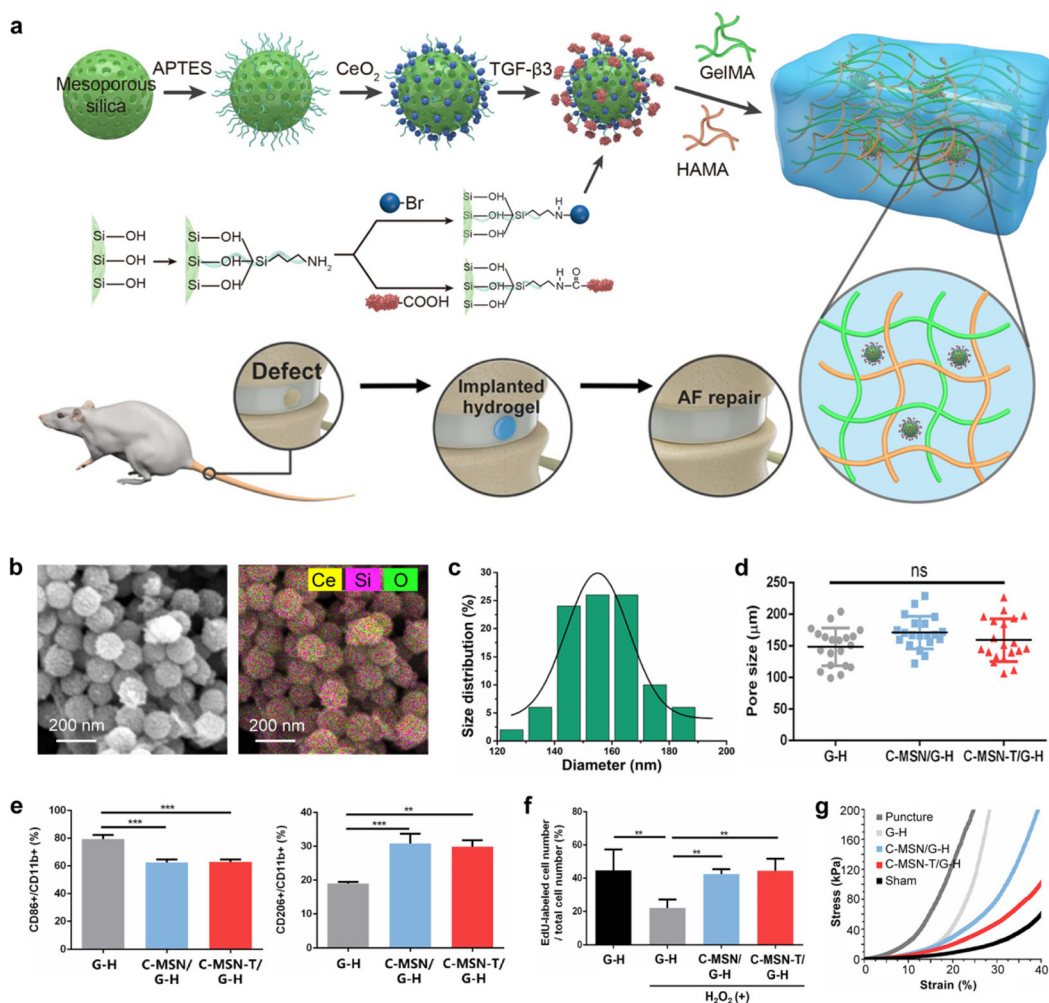 a
Mesoporous
silica
APTES
CeO₂
TGF-β3
GelMA
HAMA
Si—OH
Si—OH
Si—OH
Si—OH
Si—OH—Si NH₂
Si—OH
Br
COOH
Si—OH H
Si—OH—Si N
Si—OH
Si—OH H O
Si—OH—Si N—C
Si—OH
Defect
Implanted
hydrogel
AF repair
b
Ce Si O
200 nm
200 nm
c
Size distribution (%)
30
25
20
15
10
5
0
120 140 160 180 200
Diameter (nm)
d
ns
Pore size (μm)
250
200
150
100
50
0
G-H C-MSN/G-H C-MSN-T/G-H
e
CD86+/CD11b+ (%)
100
80
60
40
20
0
***
***
G-H C-MSN/ C-MSN-T/
G-H G-H
CD206+/CD11b+ (%)
40
30
20
10
0
**
***
G-H C-MSN/ C-MSN-T/
G-H G-H
f
EdU-labeled cell number
/ total cell number (%)
80
60
40
20
0
** **
**
G-H G-H C-MSN/ C-MSN-T/
G-H G-H
H₂O₂ (+)
g
Puncture
G-H
C-MSN/G-H
C-MSN-T/G-H
Sham
Stress (kPa)
200
150
100
50
0
0 10 20 30 40
Strain (%)